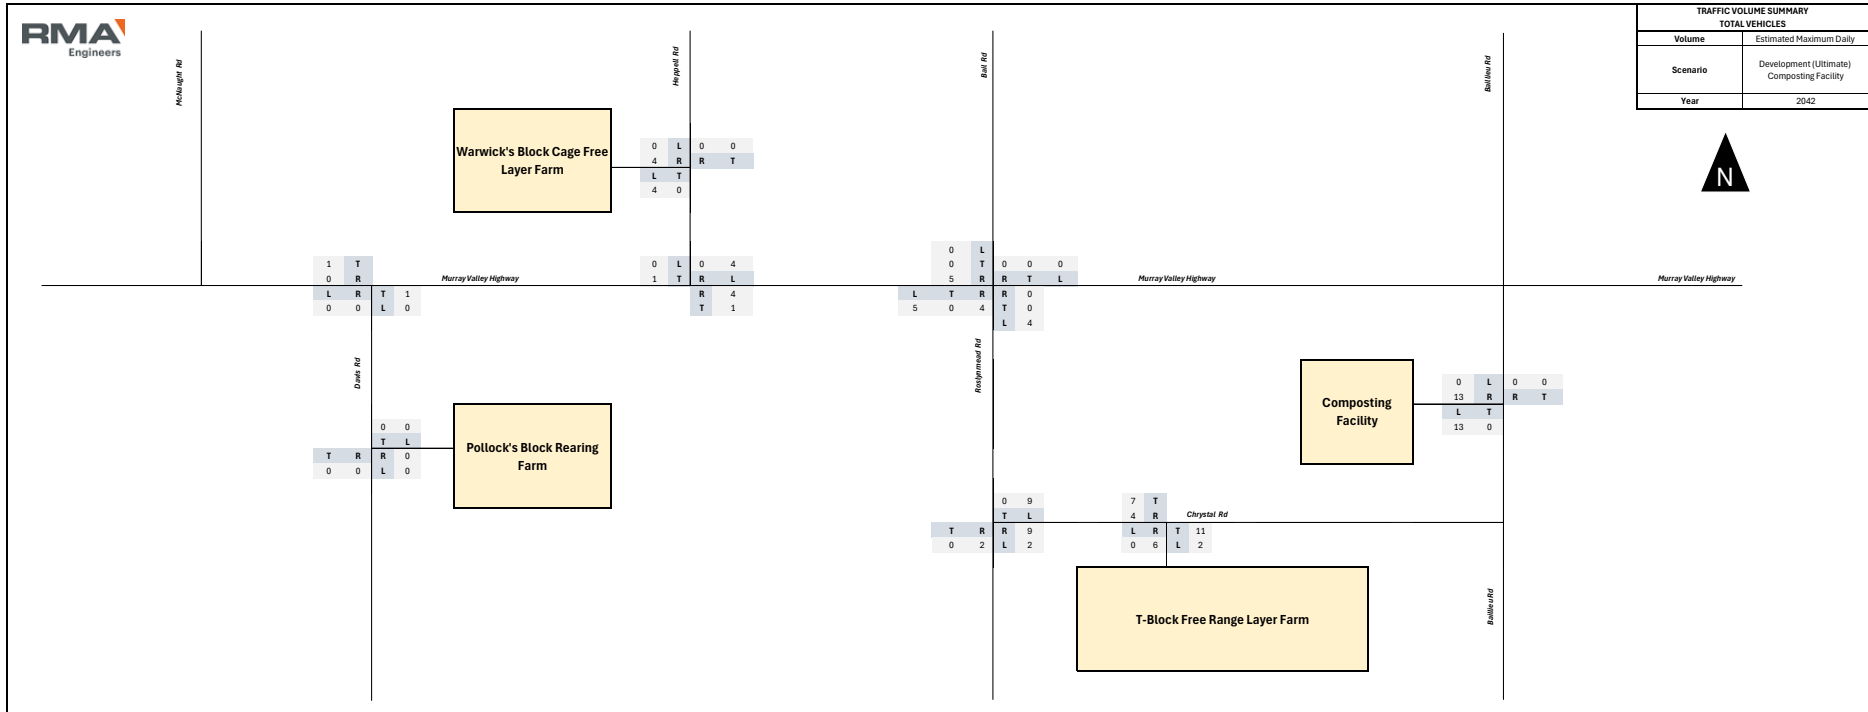 RMA
Engineers
TRAFFIC VOLUME SUMMARY
TOTAL VEHICLES
Volume Estimated Maximum Daily
Scenario Development (Ultimate)
Composting Facility
Year 2042
N
McNaught Rd
Heppell Rd
Ball Rd
Baillieu Rd
Warwick's Block Cage Free
Layer Farm
0 L 0 0
4 R R T
L T
4 0
1 T
0 R
L R T 1
0 0 L 0
Murray Valley Highway
0 L 0 4
1 T R L
R 4
T 1
0 L
0 T 0 0 0
5 R R T L
L T R R 0
5 0 4 T 0
L 4
Murray Valley Highway
Murray Valley Highway
Davis Rd
Roslynmead Rd
0 0
T L
T R R 0
0 0 L 0
Pollock's Block Rearing
Farm
Composting
Facility
0 L 0 0
13 R R T
L T
13 0
0 9
T L
T R R 9
0 2 L 2
7 T
4 R
L R T 11
0 6 L 2
Chrystal Rd
T-Block Free Range Layer Farm
Baillieu Rd